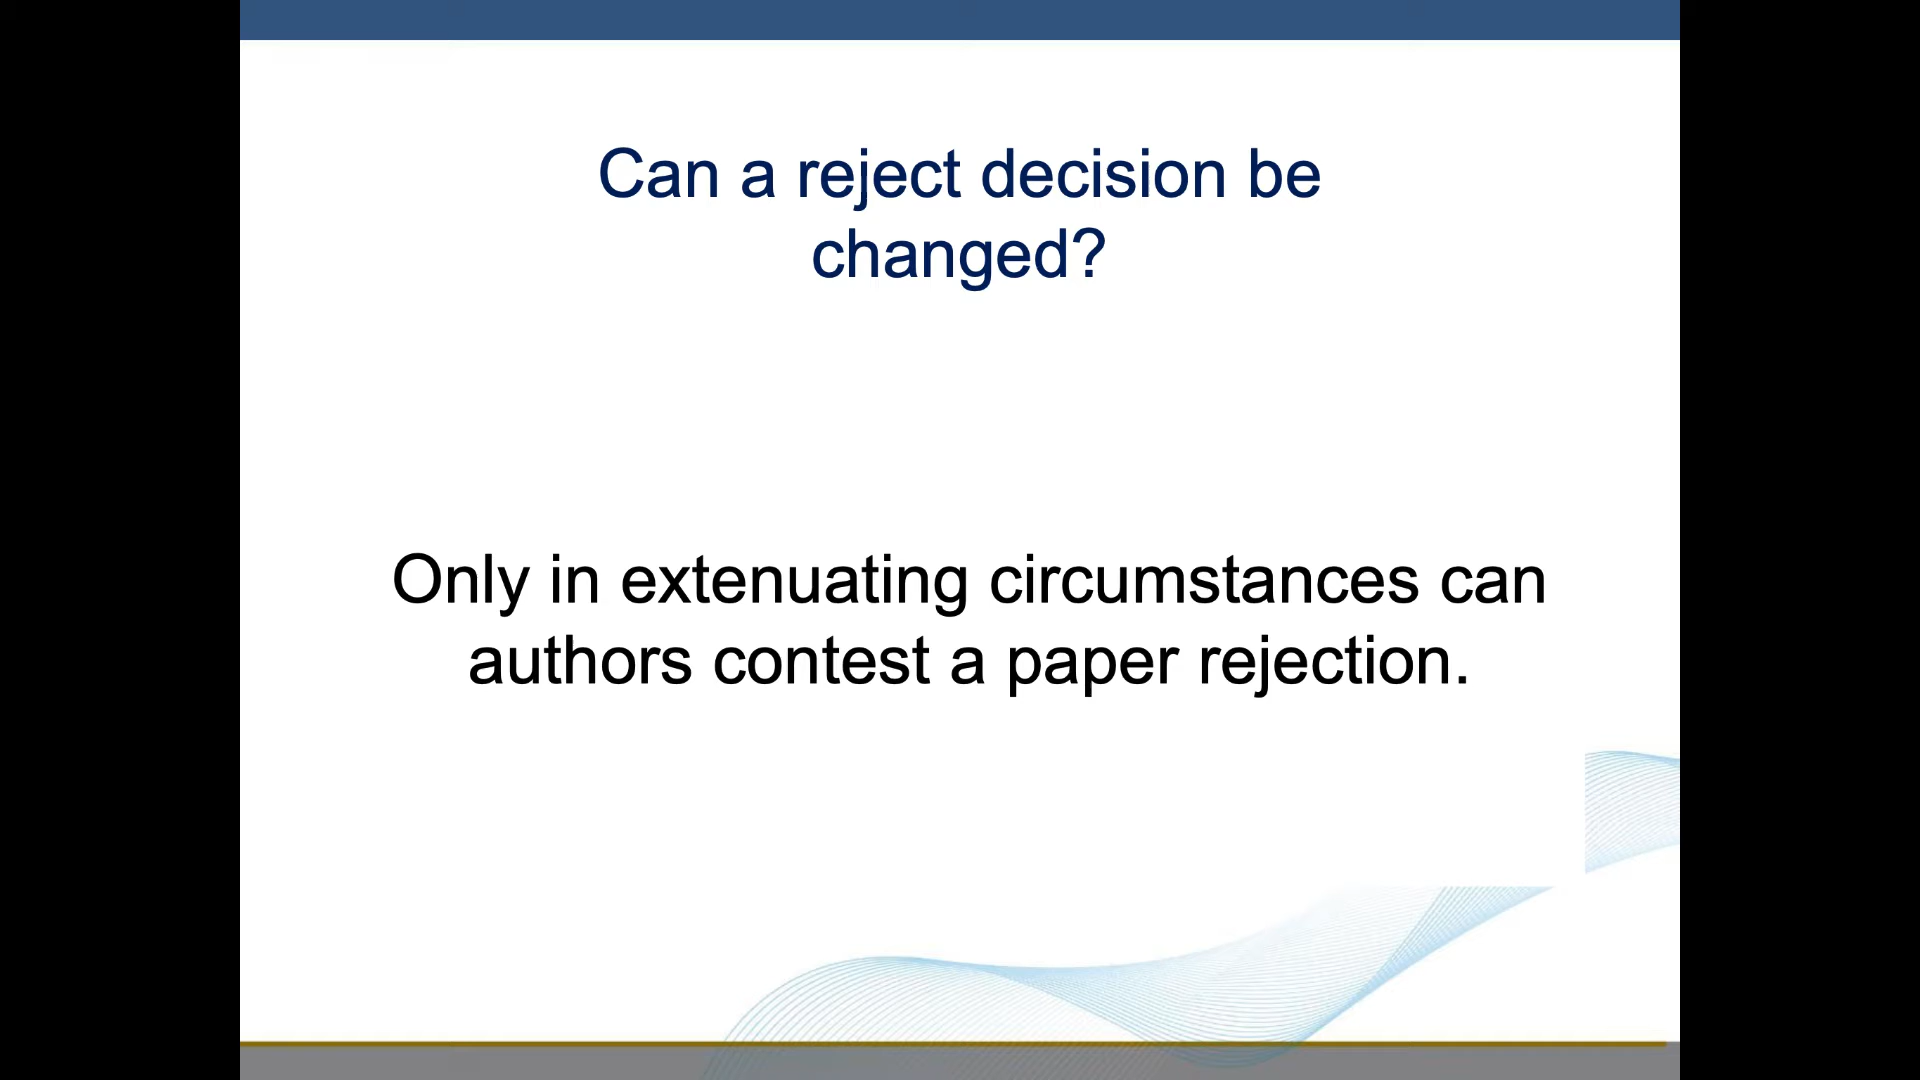 Can a reject decision be
changed?
Only in extenuating circumstances can
authors contest a paper rejection.